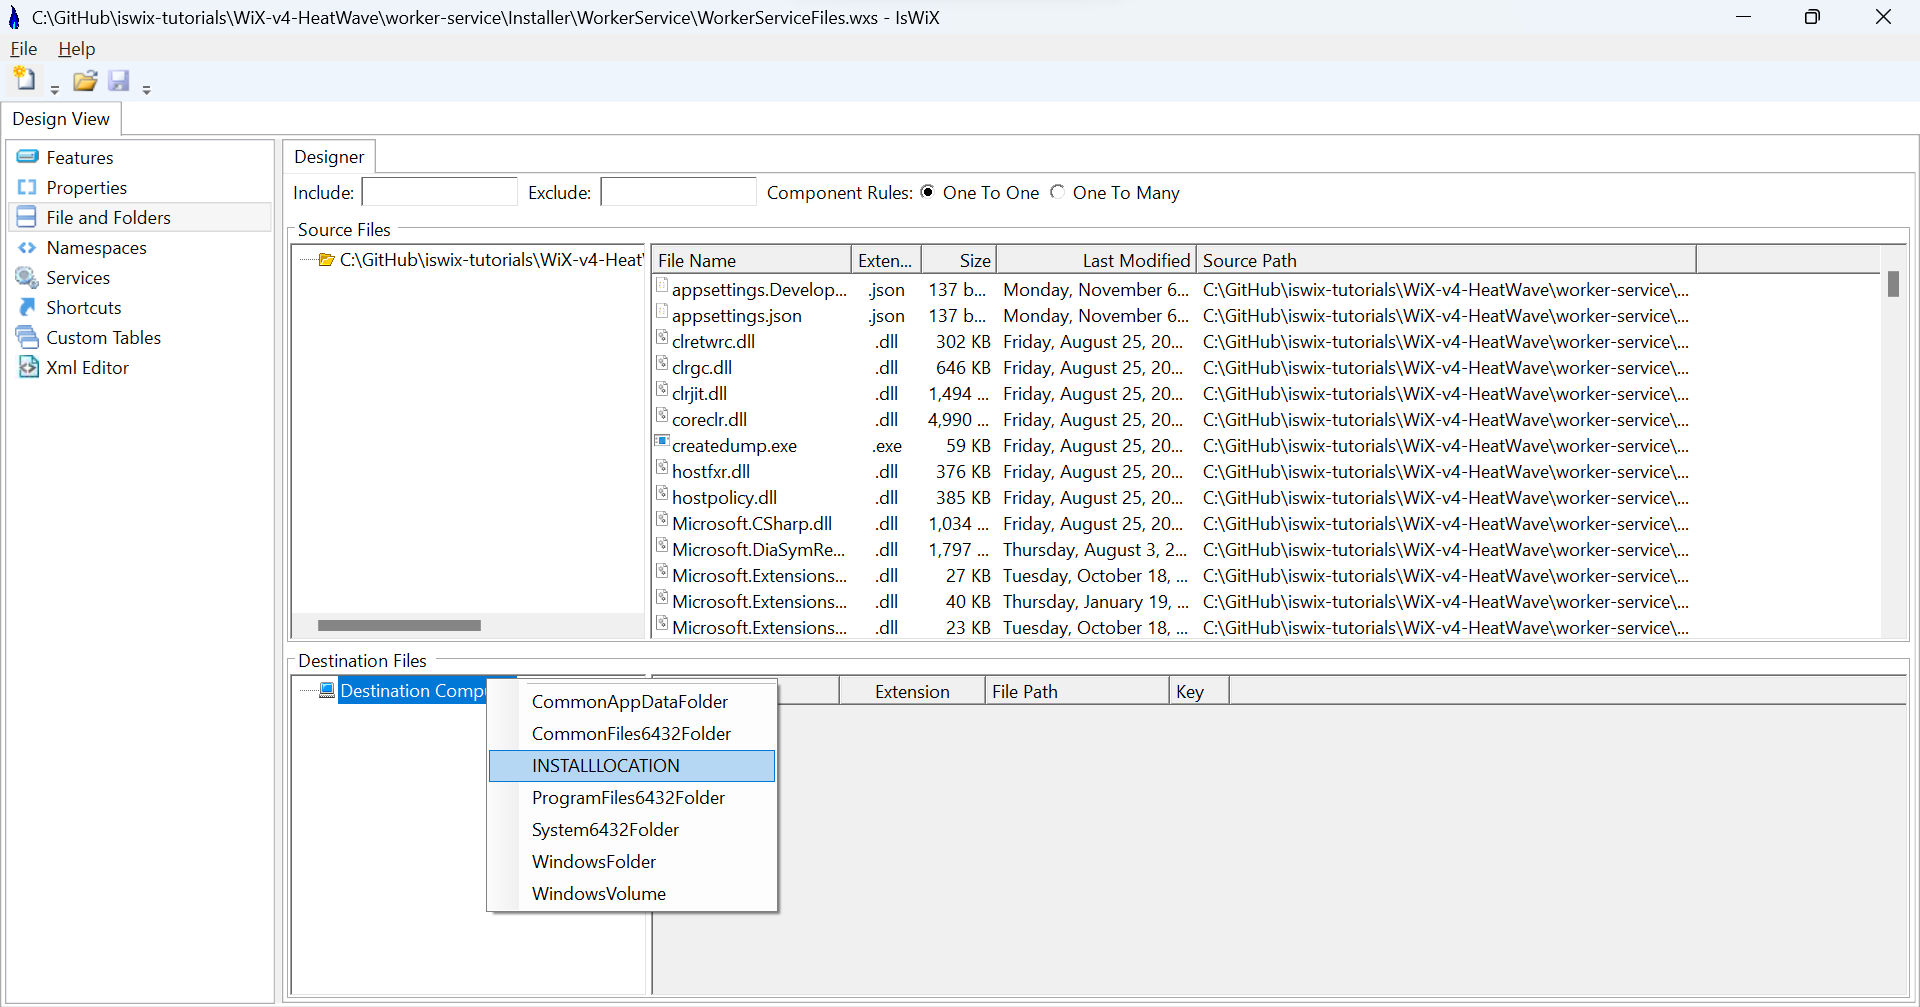 C:\GitHub\iswix-tutorials\WiX-v4-HeatWave\worker-service\Installer\WorkerService\WorkerServiceFiles.wxs - IsWiX
File Help
Design View
Features
Properties
File and Folders
Namespaces
Services
Shortcuts
Custom Tables
Xml Editor
Designer
Include: Exclude: Component Rules: One To One One To Many
Source Files
C:\GitHub\iswix-tutorials\WiX-v4-Heat
File Name Exten... Size Last Modified Source Path
appsettings.Develop... .json 137 b... Monday, November 6... C:\GitHub\iswix-tutorials\WiX-v4-HeatWave\worker-service\...
appsettings.json .json 137 b... Monday, November 6... C:\GitHub\iswix-tutorials\WiX-v4-HeatWave\worker-service\...
clretwrc.dll .dll 302 KB Friday, August 25, 20... C:\GitHub\iswix-tutorials\WiX-v4-HeatWave\worker-service\...
clrgc.dll .dll 646 KB Friday, August 25, 20... C:\GitHub\iswix-tutorials\WiX-v4-HeatWave\worker-service\...
clrjit.dll .dll 1,494 ... Friday, August 25, 20... C:\GitHub\iswix-tutorials\WiX-v4-HeatWave\worker-service\...
coreclr.dll .dll 4,990 ... Friday, August 25, 20... C:\GitHub\iswix-tutorials\WiX-v4-HeatWave\worker-service\...
createdump.exe .exe 59 KB Friday, August 25, 20... C:\GitHub\iswix-tutorials\WiX-v4-HeatWave\worker-service\...
hostfxr.dll .dll 376 KB Friday, August 25, 20... C:\GitHub\iswix-tutorials\WiX-v4-HeatWave\worker-service\...
hostpolicy.dll .dll 385 KB Friday, August 25, 20... C:\GitHub\iswix-tutorials\WiX-v4-HeatWave\worker-service\...
Microsoft.CSharp.dll .dll 1,034 ... Friday, August 25, 20... C:\GitHub\iswix-tutorials\WiX-v4-HeatWave\worker-service\...
Microsoft.DiaSymRe... .dll 1,797 ... Thursday, August 3, 2... C:\GitHub\iswix-tutorials\WiX-v4-HeatWave\worker-service\...
Microsoft.Extensions... .dll 27 KB Tuesday, October 18, ... C:\GitHub\iswix-tutorials\WiX-v4-HeatWave\worker-service\...
Microsoft.Extensions... .dll 40 KB Thursday, January 19, ... C:\GitHub\iswix-tutorials\WiX-v4-HeatWave\worker-service\...
Microsoft.Extensions... .dll 23 KB Tuesday, October 18, ... C:\GitHub\iswix-tutorials\WiX-v4-HeatWave\worker-service\...
Destination Files
Destination Comp
Extension File Path Key
CommonAppDataFolder
CommonFiles6432Folder
INSTALLLOCATION
ProgramFiles6432Folder
System6432Folder
WindowsFolder
WindowsVolume